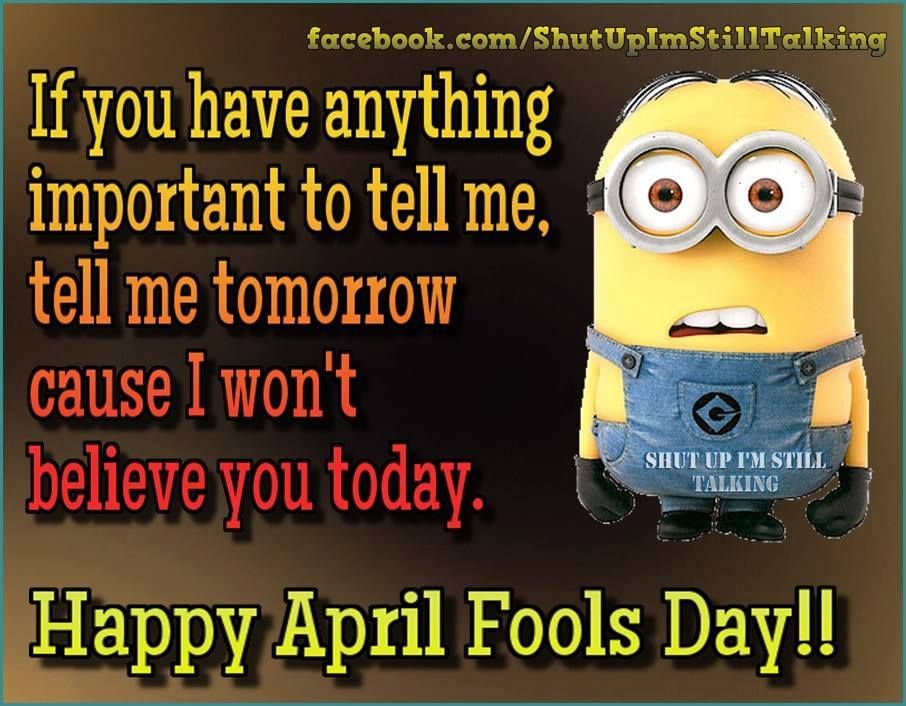 facebook.com/ShutUpImStillTalking
If you have anything
important to tell me,
tell me tomorrow
cause I won't
believe you today.
SHUT UP I'M STILL
TALKING
Happy April Fools Day!!